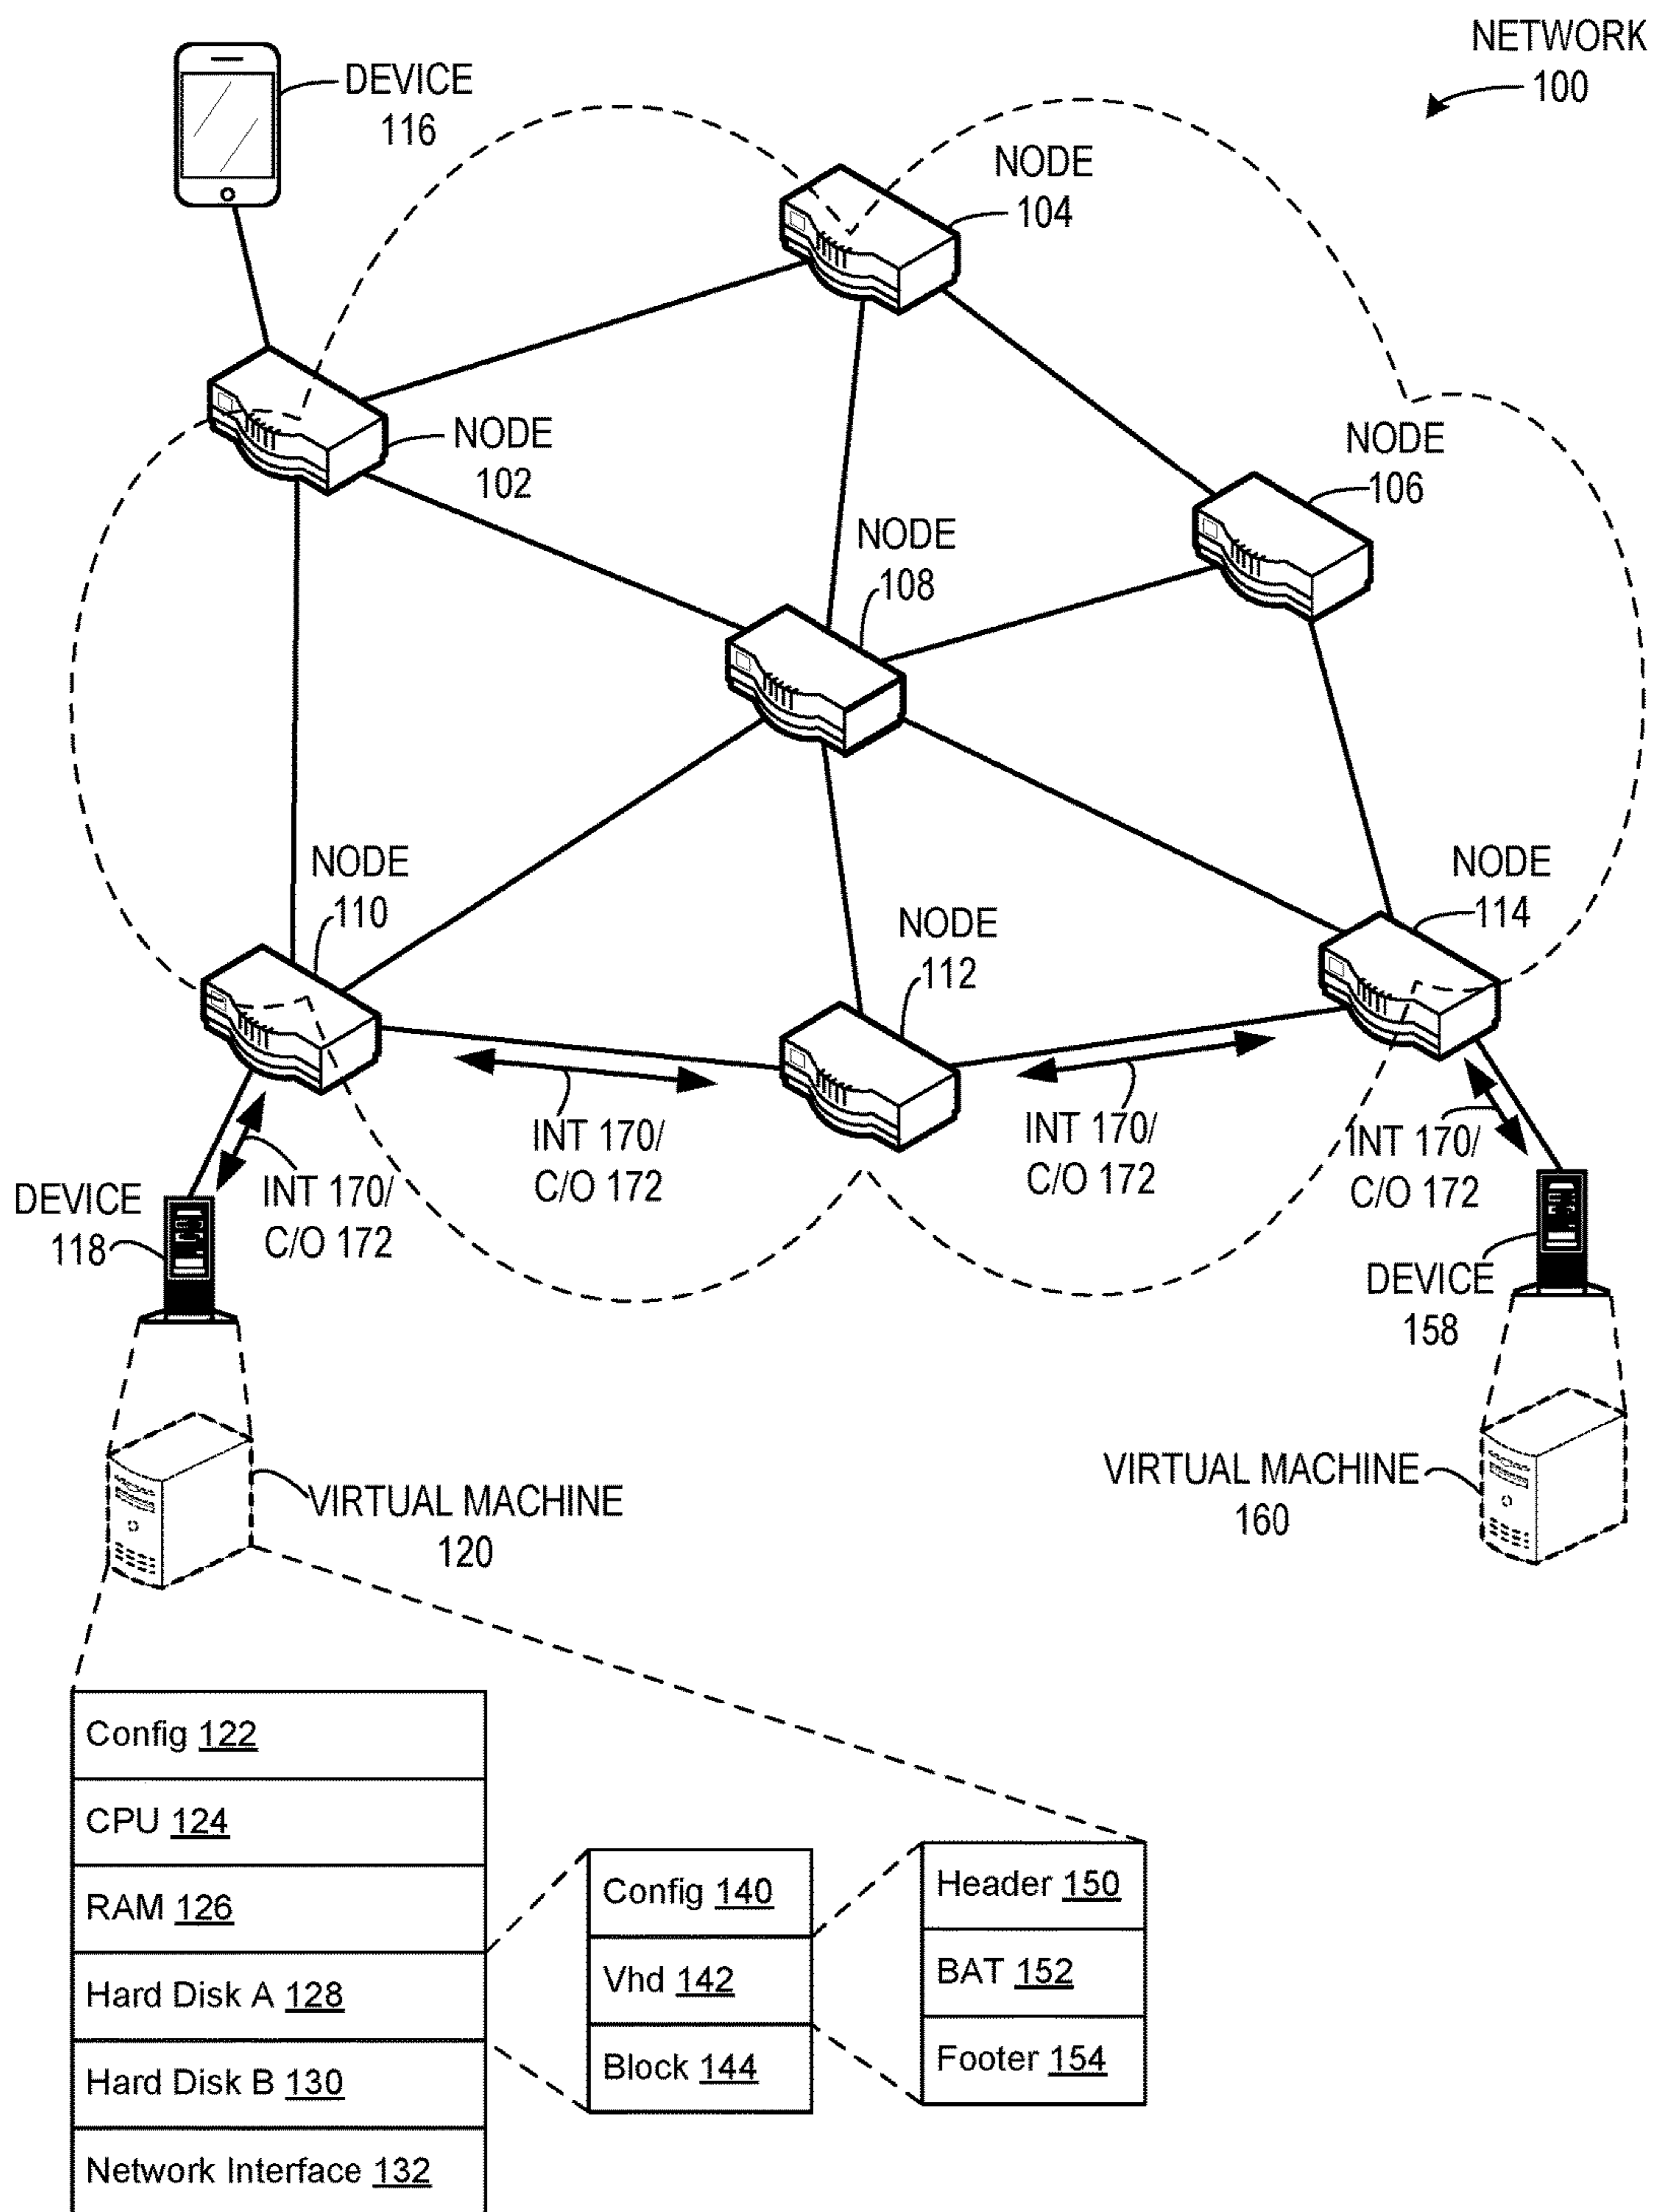 NETWORK
100
DEVICE
116
NODE
104
NODE
102
NODE
106
NODE
108
NODE
110
NODE
112
NODE
114
INT 170/
C/O 172
INT 170/
C/O 172
INT 170/
C/O 172
INT 170/
C/O 172
DEVICE
118
DEVICE
158
VIRTUAL MACHINE
120
VIRTUAL MACHINE
160
Config 122
CPU 124
RAM 126
Hard Disk A 128
Hard Disk B 130
Network Interface 132
Config 140
Vhd 142
Block 144
Header 150
BAT 152
Footer 154